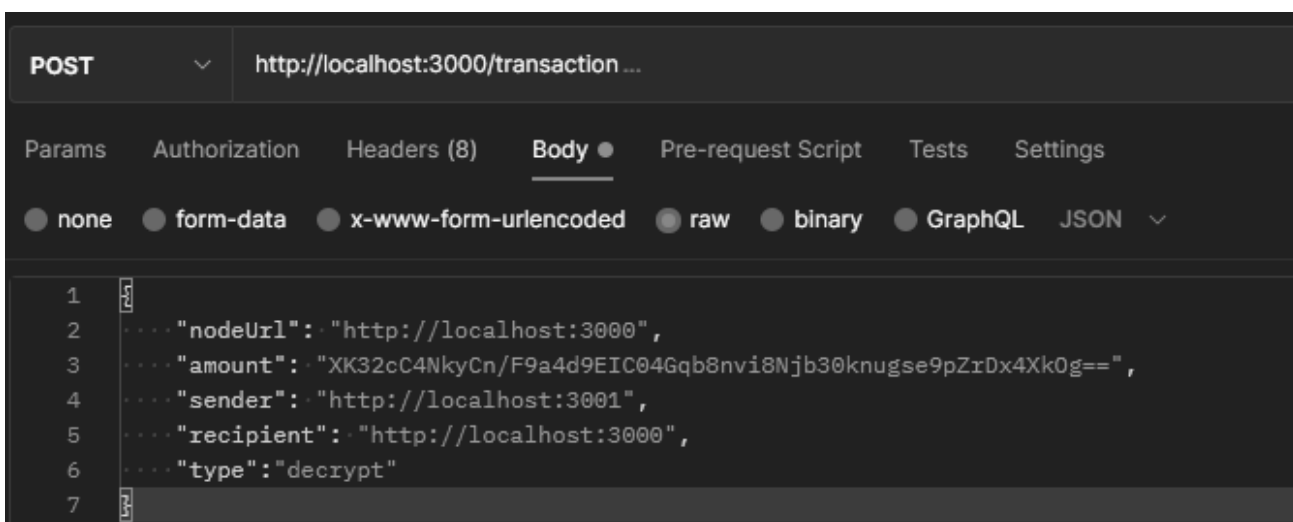 POST http://localhost:3000/transaction ...
Params Authorization Headers (8) Body Pre-request Script Tests Settings
none form-data x-www-form-urlencoded raw binary GraphQL JSON
1 {
2 "nodeUrl": "http://localhost:3000",
3 "amount": "XK32cC4NkyCn/F9a4d9EIC04Gqb8nvi8Njb30knugse9pZrDx4XkOg==",
4 "sender": "http://localhost:3001",
5 "recipient": "http://localhost:3000",
6 "type":"decrypt"
7 }